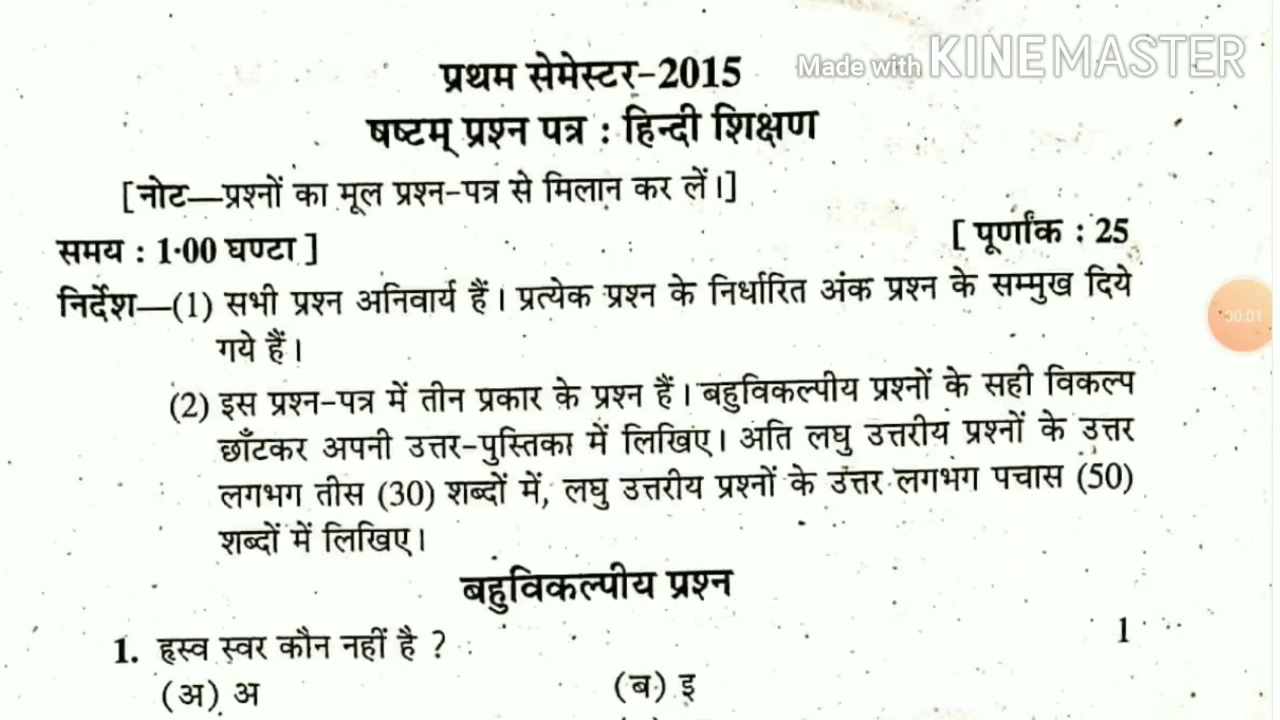 Made with KINEMASTER
प्रथम सेमेस्टर-2015
षष्टम् प्रश्न पत्र : हिन्दी शिक्षण
[नोट—प्रश्नों का मूल प्रश्न-पत्र से मिलान कर लें।]
समय : 1·00 घण्टा ]
[ पूर्णांक : 25
निर्देश—(1) सभी प्रश्न अनिवार्य हैं। प्रत्येक प्रश्न के निर्धारित अंक प्रश्न के सम्मुख दिये
गये हैं।
(2) इस प्रश्न-पत्र में तीन प्रकार के प्रश्न हैं। बहुविकल्पीय प्रश्नों के सही विकल्प
छाँटकर अपनी उत्तर-पुस्तिका में लिखिए। अति लघु उत्तरीय प्रश्नों के उत्तर
लगभग तीस (30) शब्दों में, लघु उत्तरीय प्रश्नों के उत्तर लगभग पचास (50)
शब्दों में लिखिए।
00:01
बहुविकल्पीय प्रश्न
1. हृस्व स्वर कौन नहीं है ? 1
(अ) अ (ब) इ